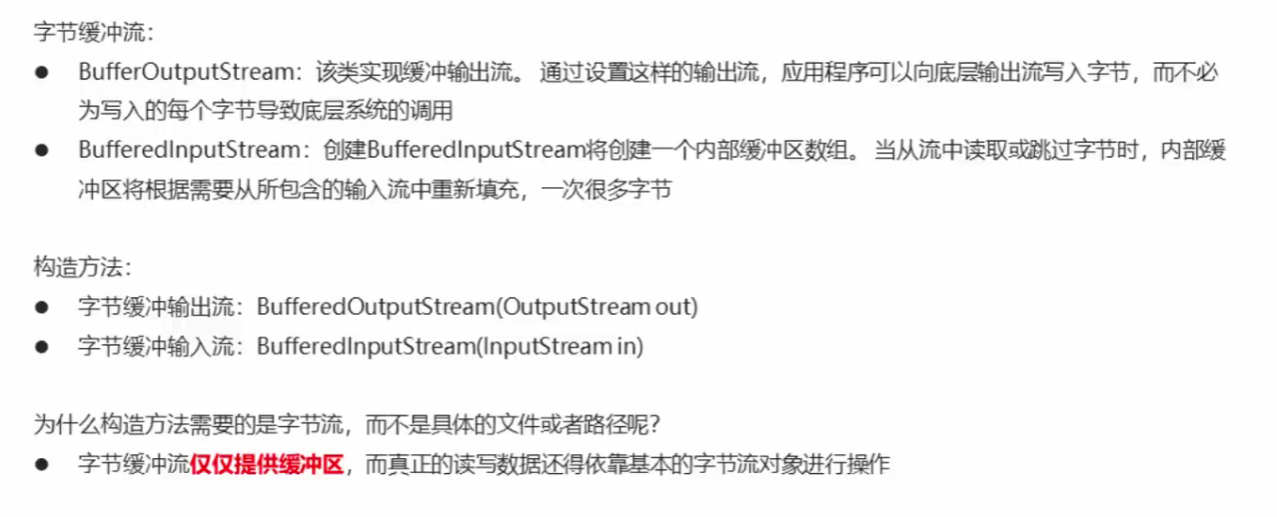 字节缓冲流：
● BufferOutputStream：该类实现缓冲输出流。 通过设置这样的输出流，应用程序可以向底层输出流写入字节，而不必
为写入的每个字节导致底层系统的调用
● BufferedInputStream：创建BufferedInputStream将创建一个内部缓冲区数组。 当从流中读取或跳过字节时，内部缓
冲区将根据需要从所包含的输入流中重新填充，一次很多字节
构造方法：
● 字节缓冲输出流：BufferedOutputStream(OutputStream out)
● 字节缓冲输入流：BufferedInputStream(InputStream in)
为什么构造方法需要的是字节流，而不是具体的文件或者路径呢？
● 字节缓冲流仅仅提供缓冲区，而真正的读写数据还得依靠基本的字节流对象进行操作